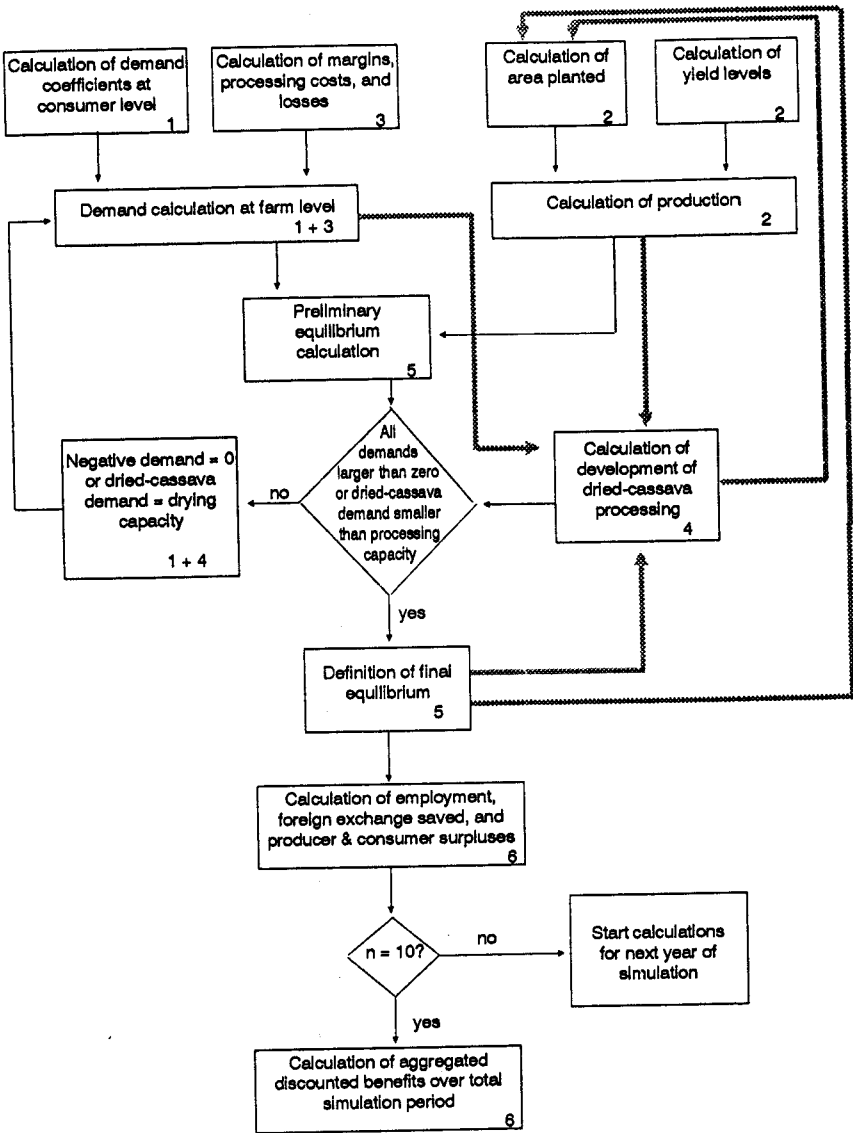 Calculation of demand
coefficients at
consumer level
1
Calculation of margins,
processing costs, and
losses
3
Calculation of
area planted
2
Calculation of
yield levels
2
Demand calculation at farm level
1 + 3
Calculation of production
2
Preliminary
equilibrium
calculation
5
All
demands
larger than zero
or dried-cassava
demand smaller
than processing
capacity
no
Negative demand = 0
or dried-cassava
demand = drying
capacity
1 + 4
Calculation of
development of
dried-cassava
processing
4
yes
Definition of final
equilibrium
5
Calculation of employment,
foreign exchange saved, and
producer & consumer surpluses
6
n = 10?
no
Start calculations
for next year of
simulation
yes
Calculation of aggregated
discounted benefits over total
simulation period
6